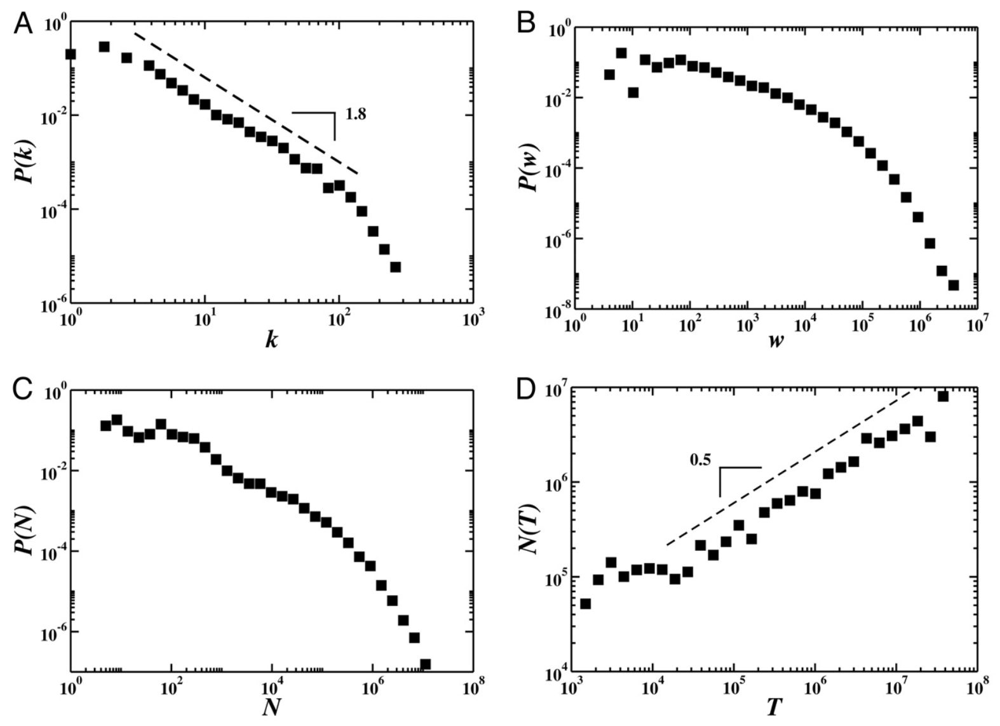 A
10^0
10^-2
10^-4
10^-6
P(k)
1.8
10^0 10^1 10^2 10^3
k
B
10^0
10^-2
10^-4
10^-6
10^-8
P(w)
10^0 10^1 10^2 10^3 10^4 10^5 10^6 10^7
w
C
10^0
10^-2
10^-4
10^-6
P(N)
10^0 10^2 10^4 10^6 10^8
N
D
10^7
10^6
10^5
10^4
N(T)
0.5
10^3 10^4 10^5 10^6 10^7 10^8
T